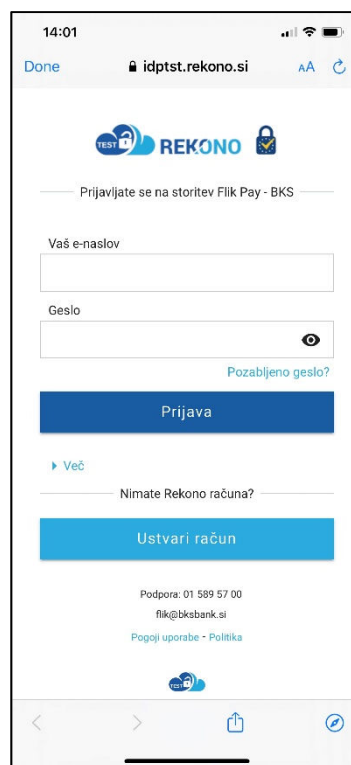 14:01
Done idptst.rekono.si AA
TEST REKONO
Prijavljate se na storitev Flik Pay - BKS
Vaš e-naslov
Geslo
Pozabljeno geslo?
Prijava
Več
Nimate Rekono računa?
Ustvari račun
Podpora: 01 589 57 00
flik@bksbank.si
Pogoji uporabe - Politika
TEST